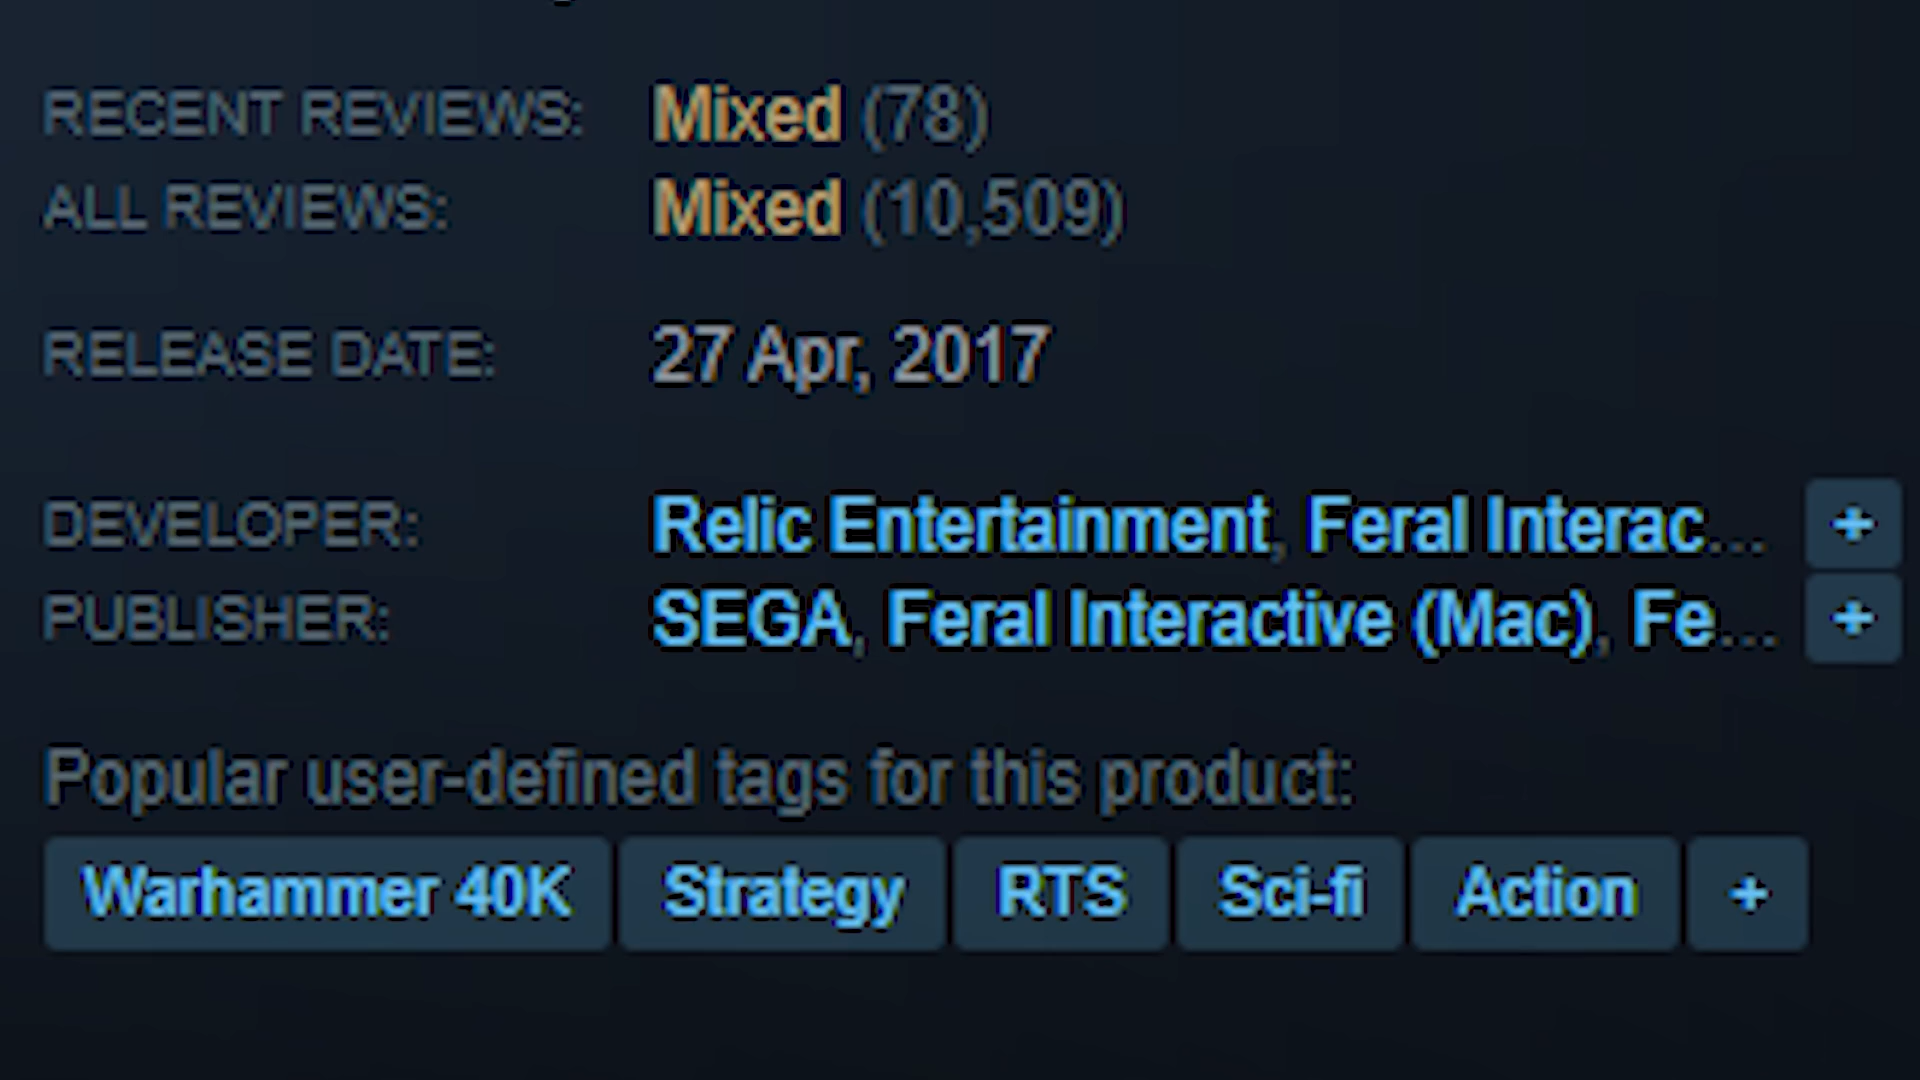 RECENT REVIEWS: Mixed (78)
ALL REVIEWS: Mixed (10,509)
RELEASE DATE: 27 Apr, 2017
DEVELOPER: Relic Entertainment, Feral Interac... +
PUBLISHER: SEGA, Feral Interactive (Mac), Fe... +
Popular user-defined tags for this product:
Warhammer 40K Strategy RTS Sci-fi Action +